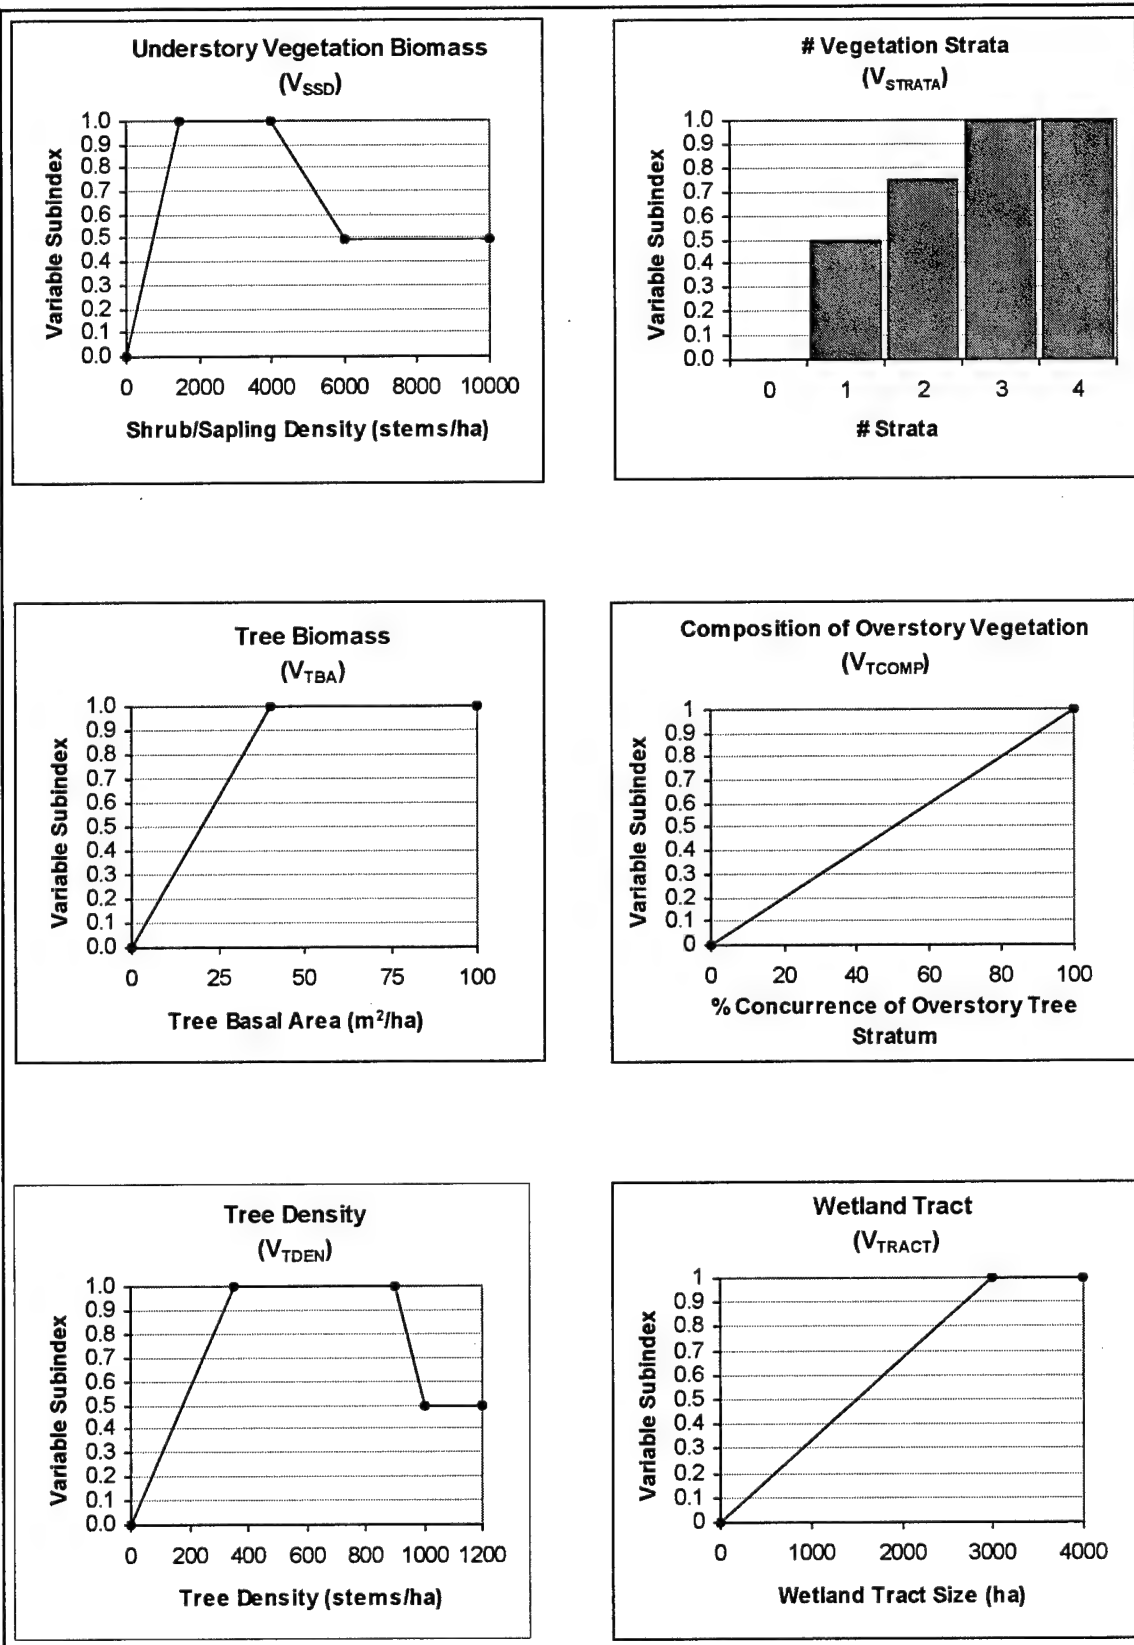 Understory Vegetation Biomass
(V_SSD)
Variable Subindex
1.0
0.9
0.8
0.7
0.6
0.5
0.4
0.3
0.2
0.1
0.0
0 2000 4000 6000 8000 10000
Shrub/Sapling Density (stems/ha)
# Vegetation Strata
(V_STRATA)
Variable Subindex
1.0
0.9
0.8
0.7
0.6
0.5
0.4
0.3
0.2
0.1
0.0
0 1 2 3 4
# Strata
Tree Biomass
(V_TBA)
Variable Subindex
1.0
0.9
0.8
0.7
0.6
0.5
0.4
0.3
0.2
0.1
0.0
0 25 50 75 100
Tree Basal Area (m²/ha)
Composition of Overstory Vegetation
(V_TCOMP)
Variable Subindex
1
0.9
0.8
0.7
0.6
0.5
0.4
0.3
0.2
0.1
0
0 20 40 60 80 100
% Concurrence of Overstory Tree
Stratum
Tree Density
(V_TDEN)
Variable Subindex
1.0
0.9
0.8
0.7
0.6
0.5
0.4
0.3
0.2
0.1
0.0
0 200 400 600 800 1000 1200
Tree Density (stems/ha)
Wetland Tract
(V_TRACT)
Variable Subindex
1
0.9
0.8
0.7
0.6
0.5
0.4
0.3
0.2
0.1
0
0 1000 2000 3000 4000
Wetland Tract Size (ha)